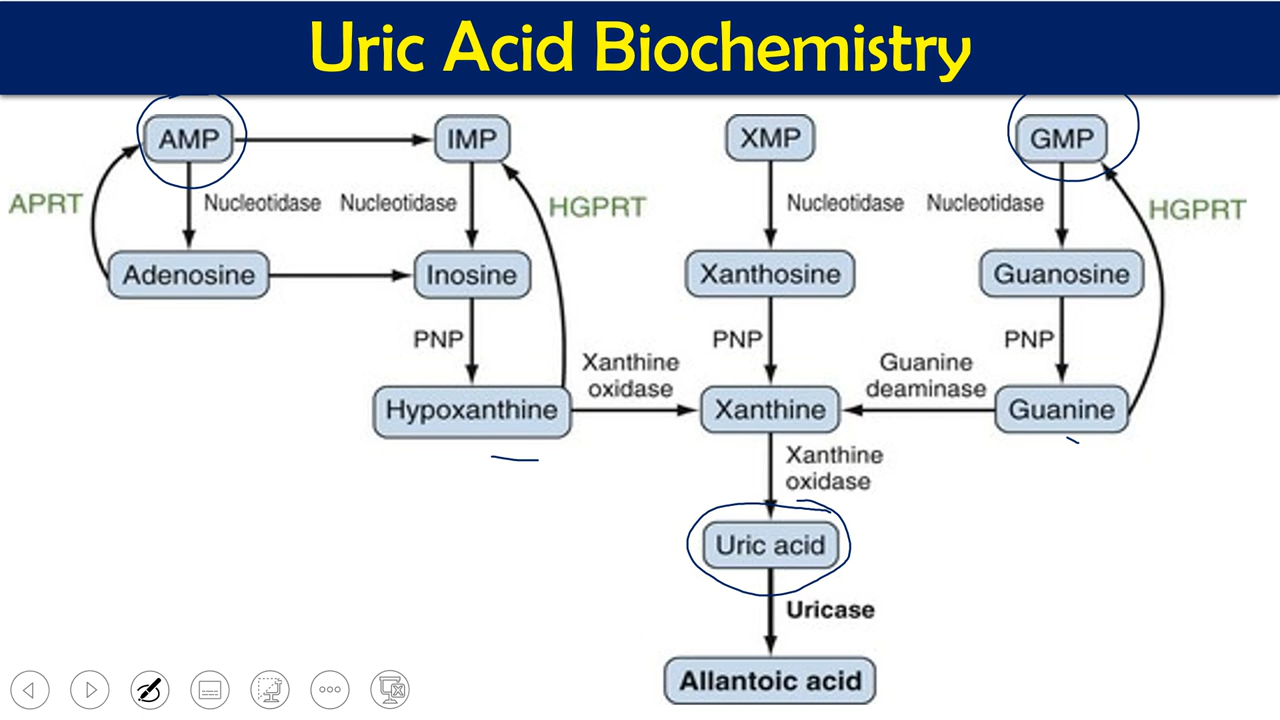 Uric Acid Biochemistry
AMP
IMP
XMP
GMP
APRT
Nucleotidase
Nucleotidase
HGPRT
Nucleotidase
Nucleotidase
HGPRT
Adenosine
Inosine
Xanthosine
Guanosine
PNP
PNP
PNP
Xanthine
oxidase
Guanine
deaminase
Hypoxanthine
Xanthine
Guanine
Xanthine
oxidase
Uric acid
Uricase
Allantoic acid